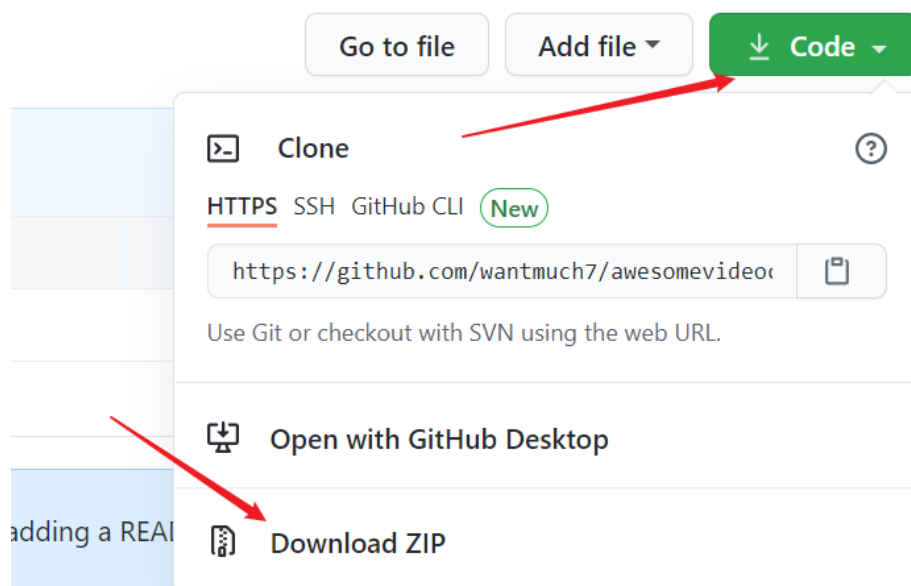 Go to file Add file Code
Clone
HTTPS SSH GitHub CLI New
https://github.com/wantmuch7/awesomevideo
Use Git or checkout with SVN using the web URL.
Open with GitHub Desktop
adding a REA
Download ZIP